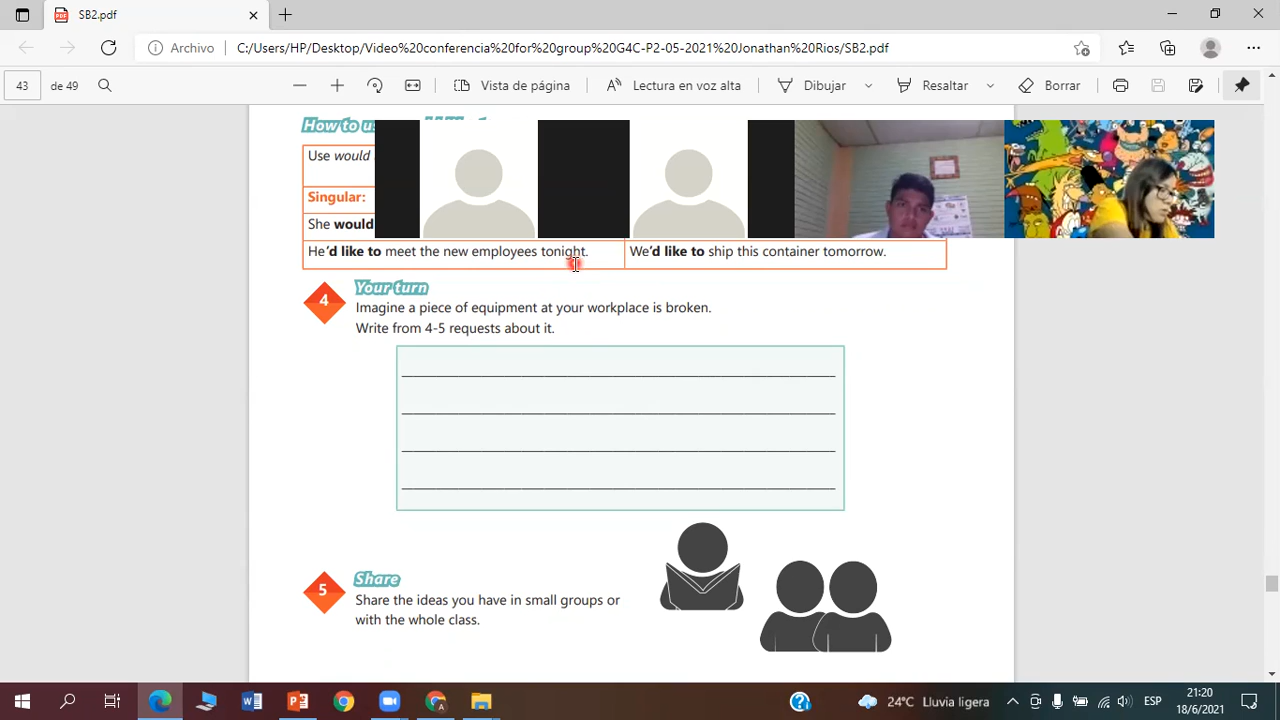 SB2.pdf
Archivo
C:/Users/HP/Desktop/Video%20conferencia%20for%20group%20G4C-P2-05-2021%20Jonathan%20Rios/SB2.pdf
43
de 49
Vista de página
Lectura en voz alta
Dibujar
Resaltar
Borrar
How to
Use would
Singular:
She would
He'd like to meet the new employees tonight.
We'd like to ship this container tomorrow.
4
Your turn
Imagine a piece of equipment at your workplace is broken.
Write from 4-5 requests about it.
5
Share
Share the ideas you have in small groups or
with the whole class.
24°C Lluvia ligera
ESP
21:20
18/6/2021